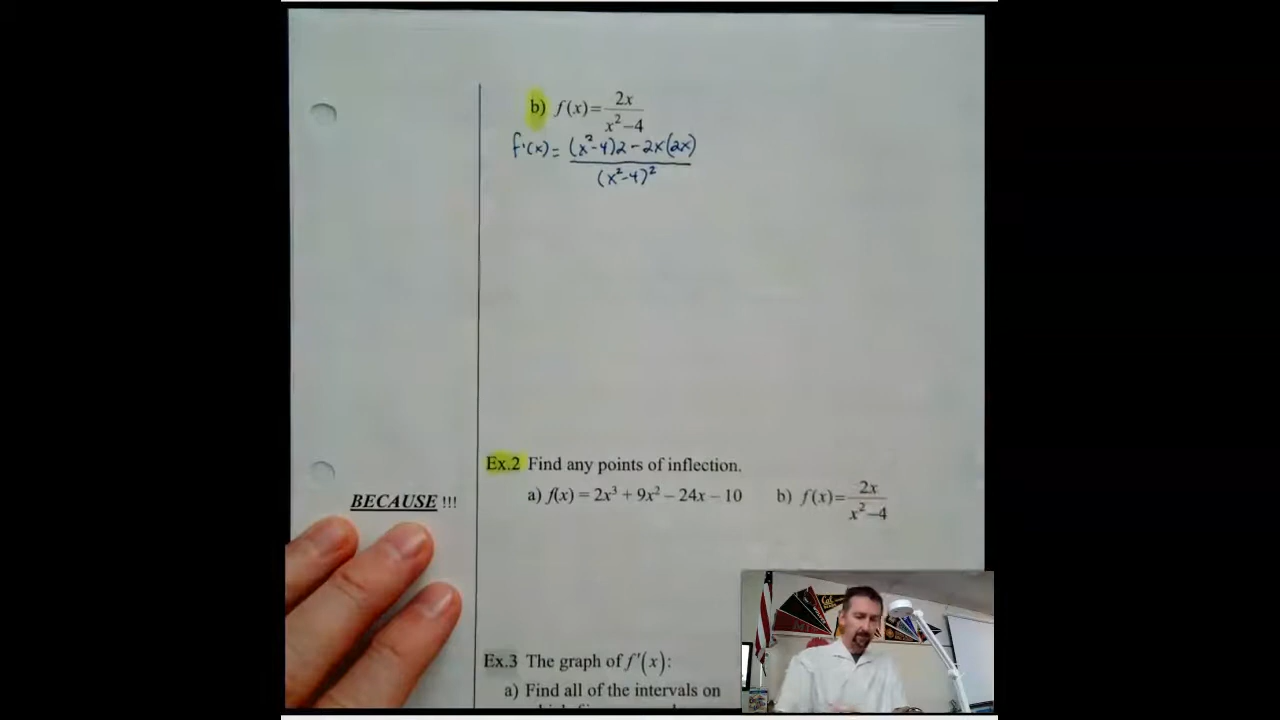 b) f(x)=2x/(x²−4)
f'(x) = ((x²-4)2 - 2x(2x))/(x²-4)²
Ex.2 Find any points of inflection.
a) f(x) = 2x³ + 9x² – 24x – 10 b) f(x)=2x/(x²−4)
BECAUSE !!!
Ex.3 The graph of f′(x):
a) Find all of the intervals on
Cal